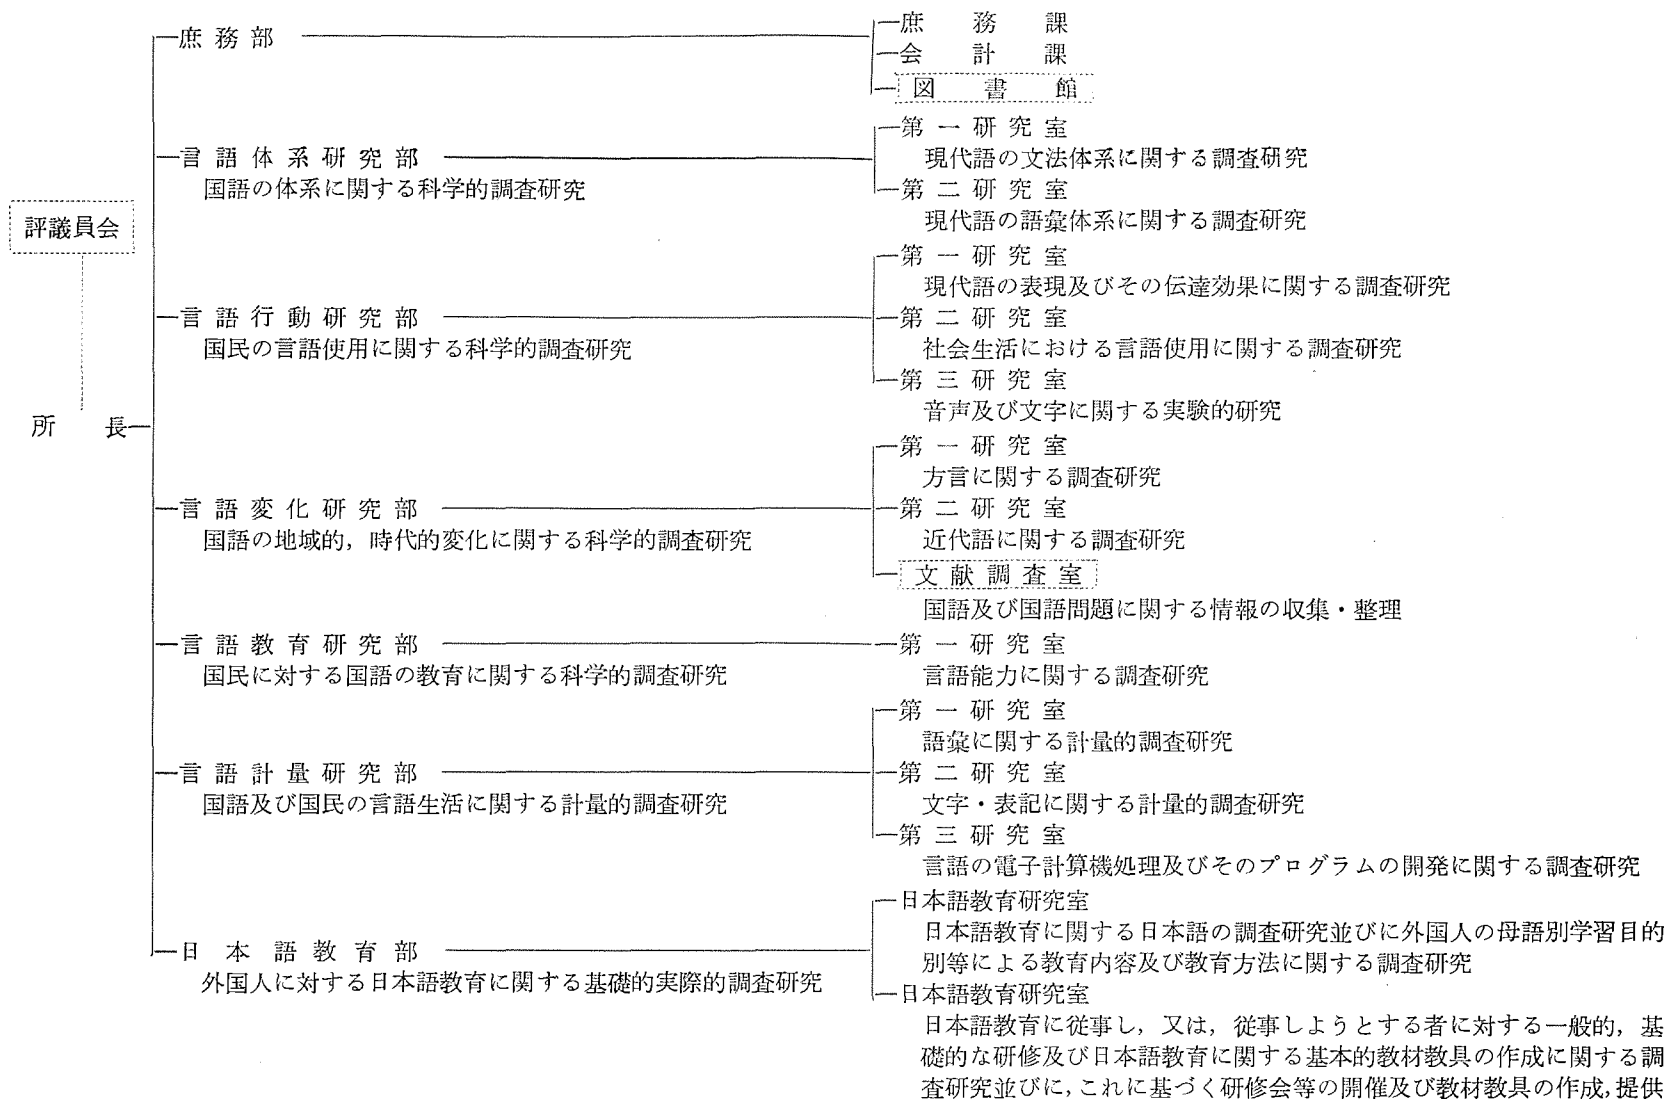 評議員会
所長
庶務部
庶務課
会計課
図書館
言語体系研究部
国語の体系に関する科学的調査研究
第一研究室
現代語の文法体系に関する調査研究
第二研究室
現代語の語彙体系に関する調査研究
言語行動研究部
国民の言語使用に関する科学的調査研究
第一研究室
現代語の表現及びその伝達効果に関する調査研究
第二研究室
社会生活における言語使用に関する調査研究
第三研究室
音声及び文字に関する実験的研究
言語変化研究部
国語の地域的，時代的変化に関する科学的調査研究
第一研究室
方言に関する調査研究
第二研究室
近代語に関する調査研究
文献調査室
国語及び国語問題に関する情報の収集・整理
言語教育研究部
国民に対する国語の教育に関する科学的調査研究
第一研究室
言語能力に関する調査研究
言語計量研究部
国語及び国民の言語生活に関する計量的調査研究
第一研究室
語彙に関する計量的調査研究
第二研究室
文字・表記に関する計量的調査研究
第三研究室
言語の電子計算機処理及びそのプログラムの開発に関する調査研究
日本語教育部
外国人に対する日本語教育に関する基礎的実際的調査研究
日本語教育研究室
日本語教育に関する日本語の調査研究並びに外国人の母語別学習目的
別等による教育内容及び教育方法に関する調査研究
日本語教育研究室
日本語教育に従事し，又は，従事しようとする者に対する一般的，基
礎的な研修及び日本語教育に関する基本的教材教具の作成に関する調
査研究並びに，これに基づく研修会等の開催及び教材教具の作成，提供